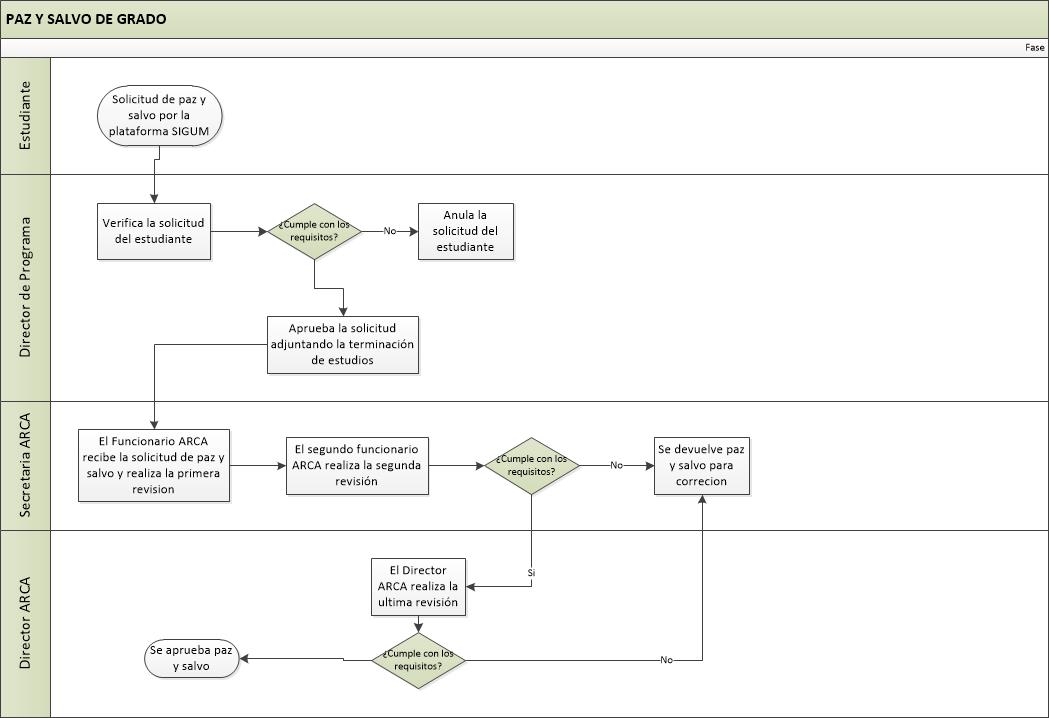 PAZ Y SALVO DE GRADO
Fase
Estudiante
Solicitud de paz y
salvo por la
plataforma SIGUM
Director de Programa
Verifica la solicitud
del estudiante
¿Cumple con los
requisitos?
No
Anula la
solicitud del
estudiante
Aprueba la solicitud
adjuntando la terminación
de estudios
Secretaria ARCA
El Funcionario ARCA
recibe la solicitud de paz y
salvo y realiza la primera
revision
El segundo funcionario
ARCA realiza la segunda
revisión
¿Cumple con los
requisitos?
No
Se devuelve paz
y salvo para
correcion
Si
Director ARCA
El Director
ARCA realiza la
ultima revisión
¿Cumple con los
requisitos?
No
Se aprueba paz
y salvo